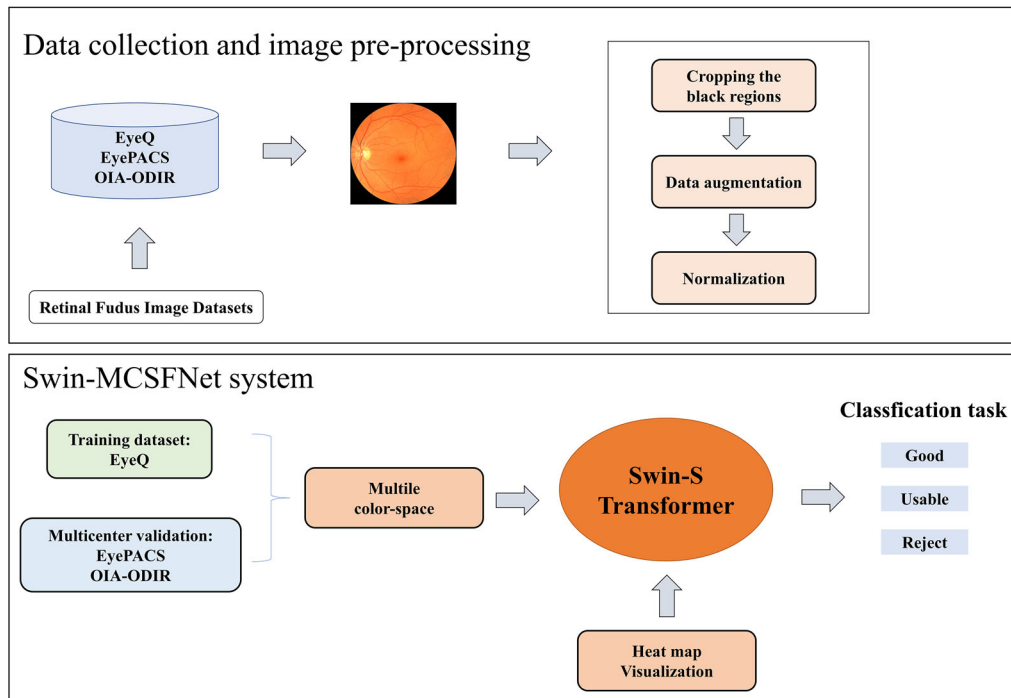 Data collection and image pre-processing
EyeQ
EyePACS
OIA-ODIR
Retinal Fudus Image Datasets
Cropping the
black regions
Data augmentation
Normalization
Swin-MCSFNet system
Training dataset:
EyeQ
Multicenter validation:
EyePACS
OIA-ODIR
Multile
color-space
Swin-S
Transformer
Heat map
Visualization
Classfication task
Good
Usable
Reject